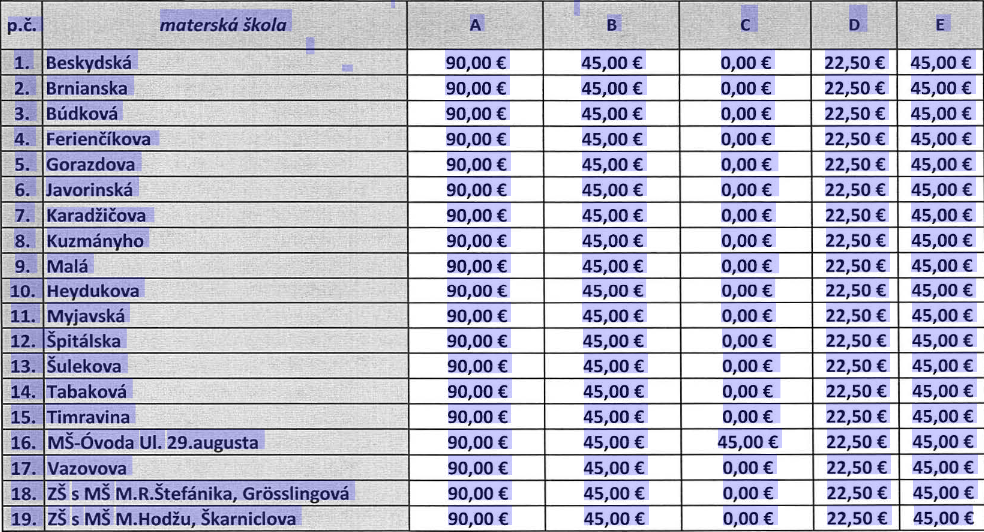 p.č. materská škola A B C D E
1. Beskydská 90,00 € 45,00 € 0,00 € 22,50 € 45,00 €
2. Brnianska 90,00 € 45,00 € 0,00 € 22,50 € 45,00 €
3. Búdková 90,00 € 45,00 € 0,00 € 22,50 € 45,00 €
4. Ferienčíkova 90,00 € 45,00 € 0,00 € 22,50 € 45,00 €
5. Gorazdova 90,00 € 45,00 € 0,00 € 22,50 € 45,00 €
6. Javorinská 90,00 € 45,00 € 0,00 € 22,50 € 45,00 €
7. Karadžičova 90,00 € 45,00 € 0,00 € 22,50 € 45,00 €
8. Kuzmányho 90,00 € 45,00 € 0,00 € 22,50 € 45,00 €
9. Malá 90,00 € 45,00 € 0,00 € 22,50 € 45,00 €
10. Heydukova 90,00 € 45,00 € 0,00 € 22,50 € 45,00 €
11. Myjavská 90,00 € 45,00 € 0,00 € 22,50 € 45,00 €
12. Špitálska 90,00 € 45,00 € 0,00 € 22,50 € 45,00 €
13. Šulekova 90,00 € 45,00 € 0,00 € 22,50 € 45,00 €
14. Tabaková 90,00 € 45,00 € 0,00 € 22,50 € 45,00 €
15. Timravina 90,00 € 45,00 € 0,00 € 22,50 € 45,00 €
16. MŠ-Óvoda Ul. 29.augusta 90,00 € 45,00 € 45,00 € 22,50 € 45,00 €
17. Vazovova 90,00 € 45,00 € 0,00 € 22,50 € 45,00 €
18. ZŠ s MŠ M.R.Štefánika, Grösslingová 90,00 € 45,00 € 0,00 € 22,50 € 45,00 €
19. ZŠ s MŠ M.Hodžu, Škarniclova 90,00 € 45,00 € 0,00 € 22,50 € 45,00 €